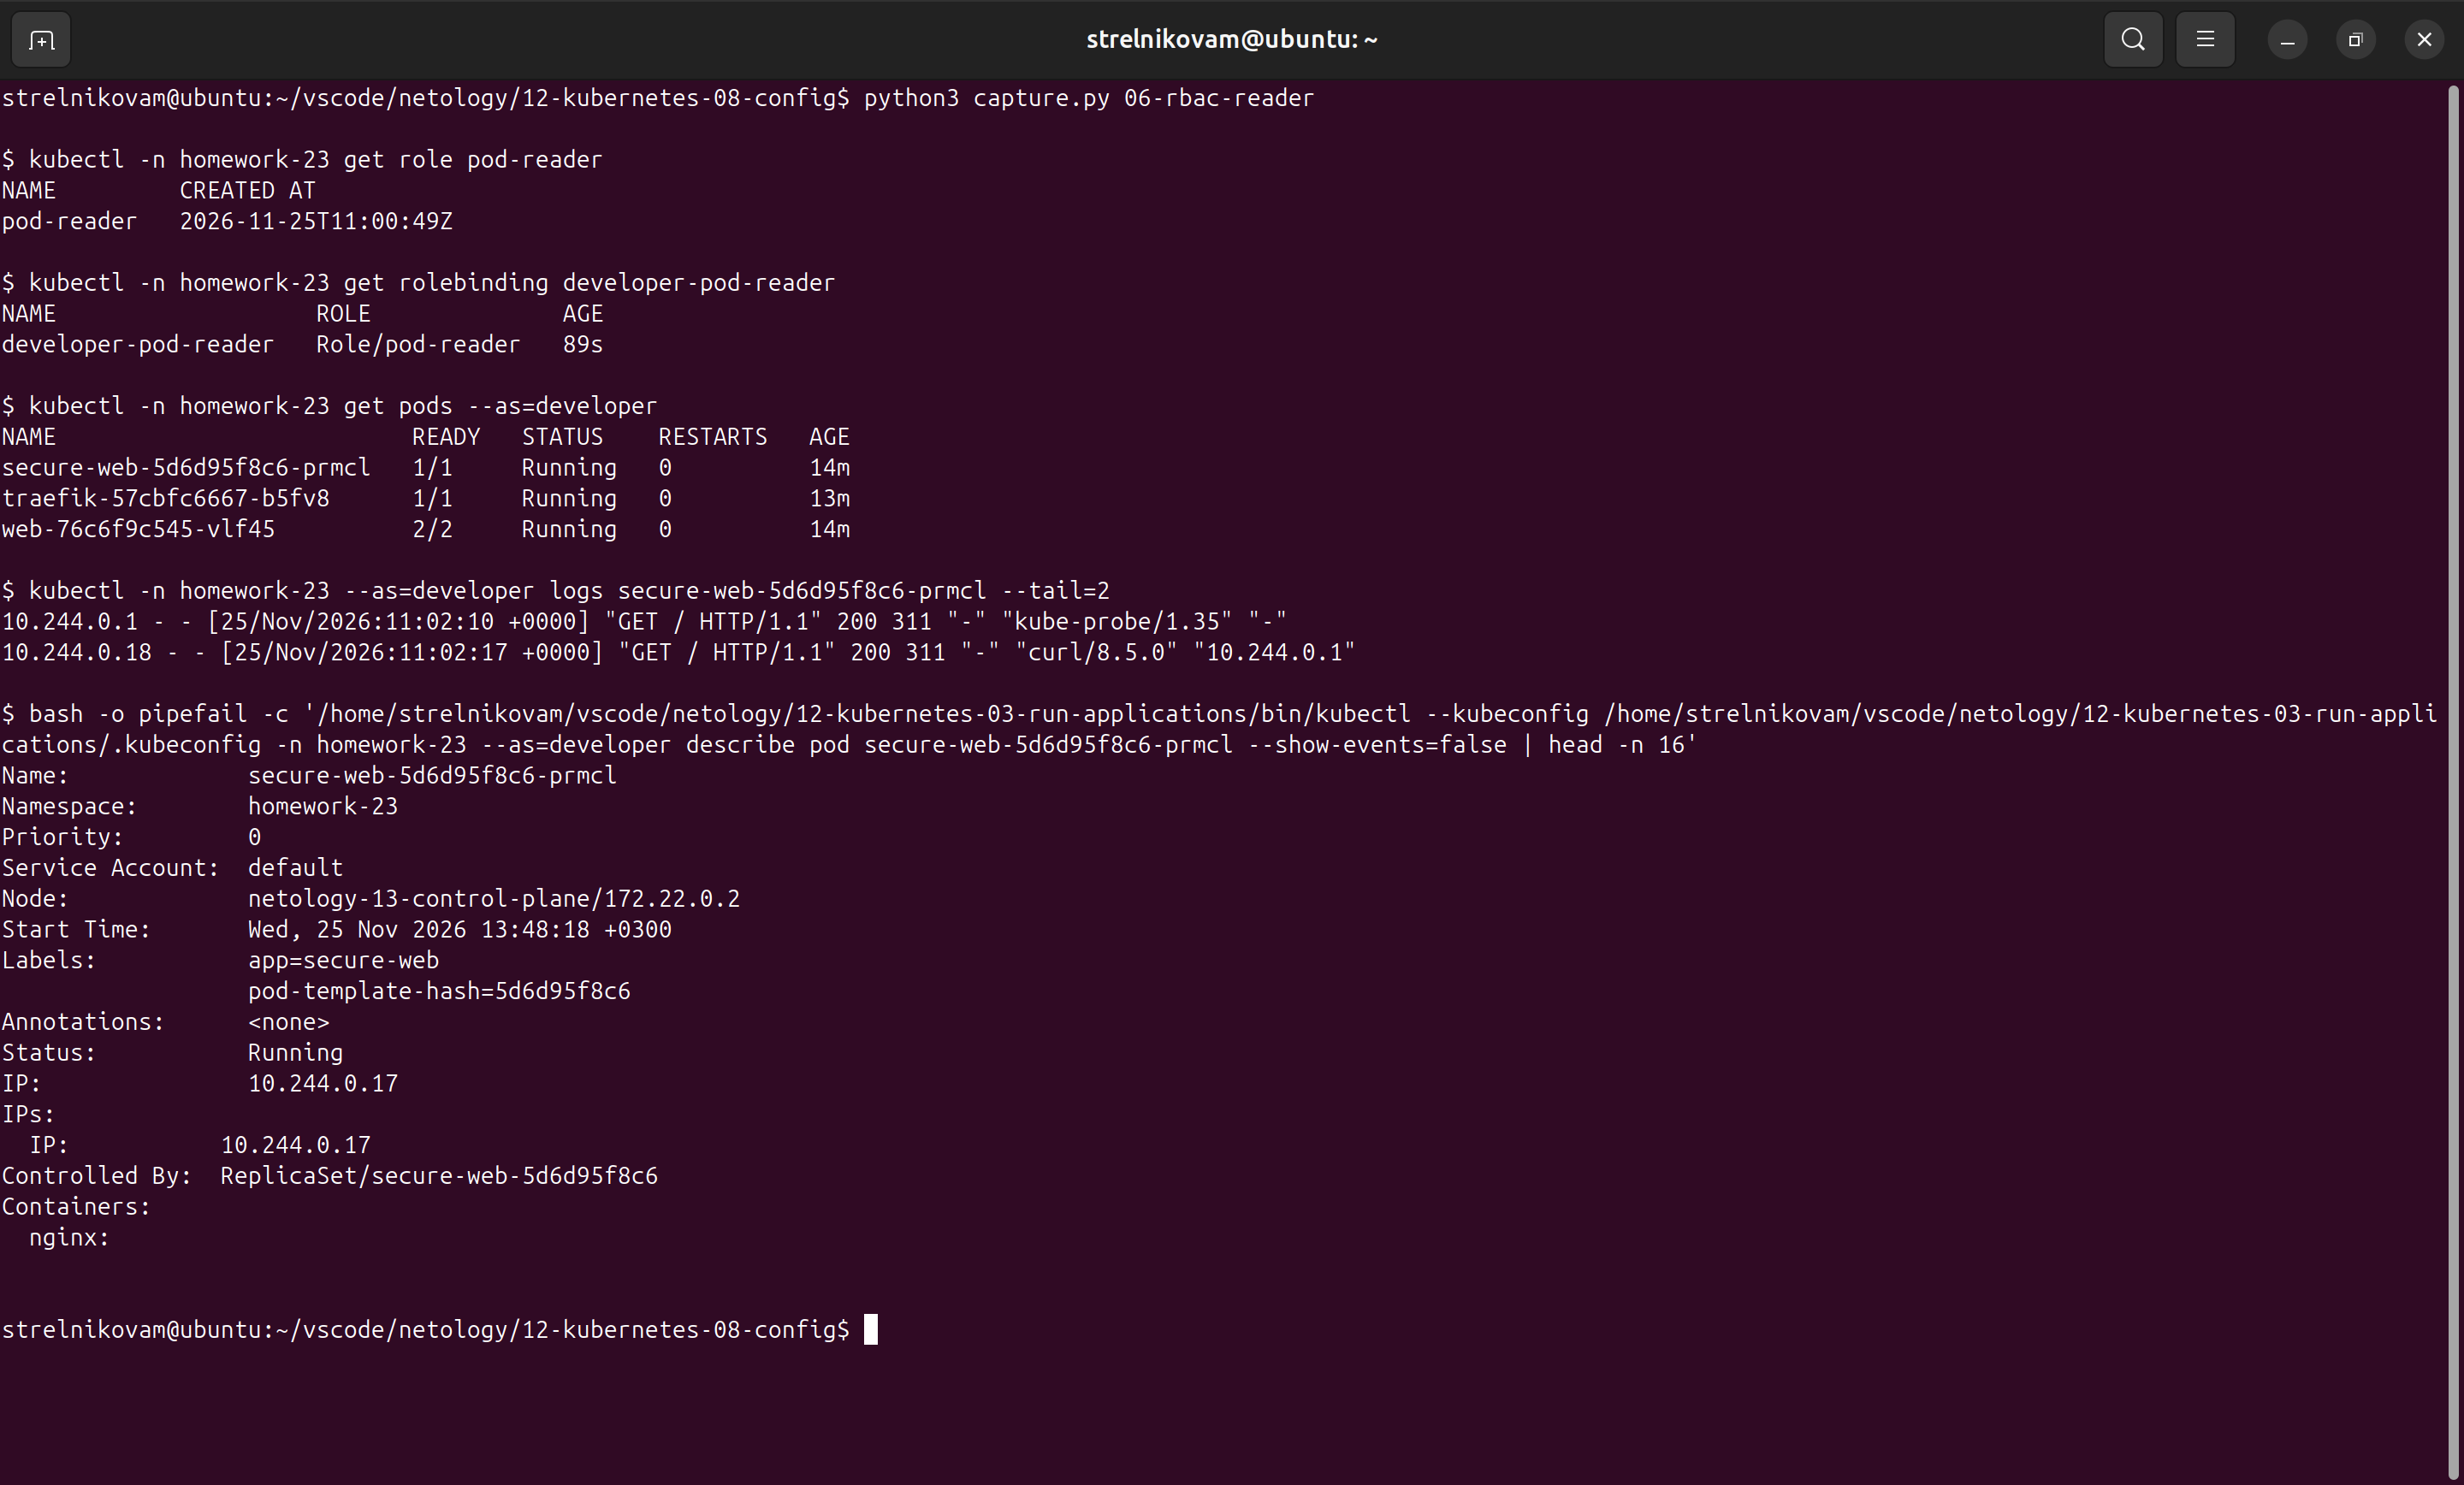 strelnikovam@ubuntu: ~
strelnikovam@ubuntu:~/vscode/netology/12-kubernetes-08-config$ python3 capture.py 06-rbac-reader
$ kubectl -n homework-23 get role pod-reader
NAME         CREATED AT
pod-reader   2026-11-25T11:00:49Z
$ kubectl -n homework-23 get rolebinding developer-pod-reader
NAME                   ROLE              AGE
developer-pod-reader   Role/pod-reader   89s
$ kubectl -n homework-23 get pods --as=developer
NAME                          READY   STATUS    RESTARTS   AGE
secure-web-5d6d95f8c6-prmcl   1/1     Running   0          14m
traefik-57cbfc6667-b5fv8      1/1     Running   0          13m
web-76c6f9c545-vlf45          2/2     Running   0          14m
$ kubectl -n homework-23 --as=developer logs secure-web-5d6d95f8c6-prmcl --tail=2
10.244.0.1 - - [25/Nov/2026:11:02:10 +0000] "GET / HTTP/1.1" 200 311 "-" "kube-probe/1.35" "-"
10.244.0.18 - - [25/Nov/2026:11:02:17 +0000] "GET / HTTP/1.1" 200 311 "-" "curl/8.5.0" "10.244.0.1"
$ bash -o pipefail -c '/home/strelnikovam/vscode/netology/12-kubernetes-03-run-applications/bin/kubectl --kubeconfig /home/strelnikovam/vscode/netology/12-kubernetes-03-run-appli
cations/.kubeconfig -n homework-23 --as=developer describe pod secure-web-5d6d95f8c6-prmcl --show-events=false | head -n 16'
Name:             secure-web-5d6d95f8c6-prmcl
Namespace:        homework-23
Priority:         0
Service Account:  default
Node:             netology-13-control-plane/172.22.0.2
Start Time:       Wed, 25 Nov 2026 13:48:18 +0300
Labels:           app=secure-web
                  pod-template-hash=5d6d95f8c6
Annotations:      <none>
Status:           Running
IP:               10.244.0.17
IPs:
  IP:           10.244.0.17
Controlled By:  ReplicaSet/secure-web-5d6d95f8c6
Containers:
  nginx:
strelnikovam@ubuntu:~/vscode/netology/12-kubernetes-08-config$